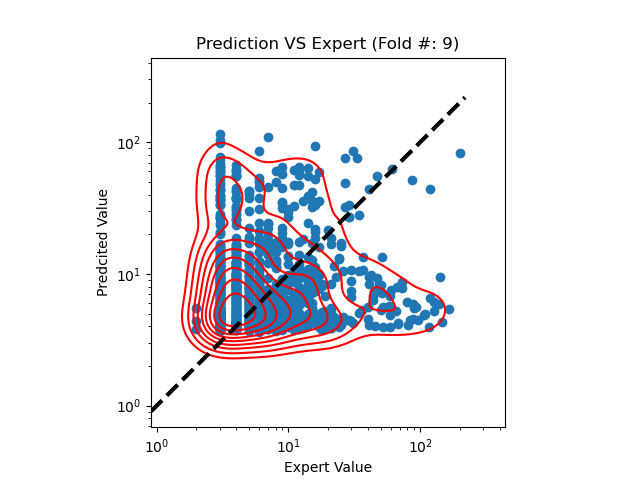 Prediction VS Expert (Fold #: 9)
Predcited Value
10²
10¹
10⁰
10⁰ 10¹ 10²
Expert Value